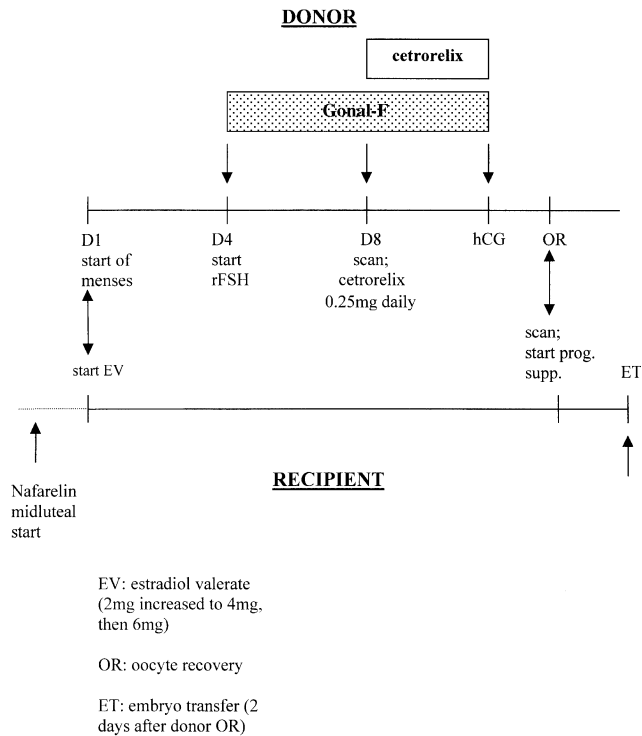 DONOR
cetrorelix
Gonal-F
D1
start of
menses
D4
start
rFSH
D8
scan;
cetrorelix
0.25mg daily
hCG
OR
start EV
scan;
start prog.
supp.
ET
Nafarelin
midluteal
start
RECIPIENT
EV: estradiol valerate
(2mg increased to 4mg,
then 6mg)
OR: oocyte recovery
ET: embryo transfer (2
days after donor OR)